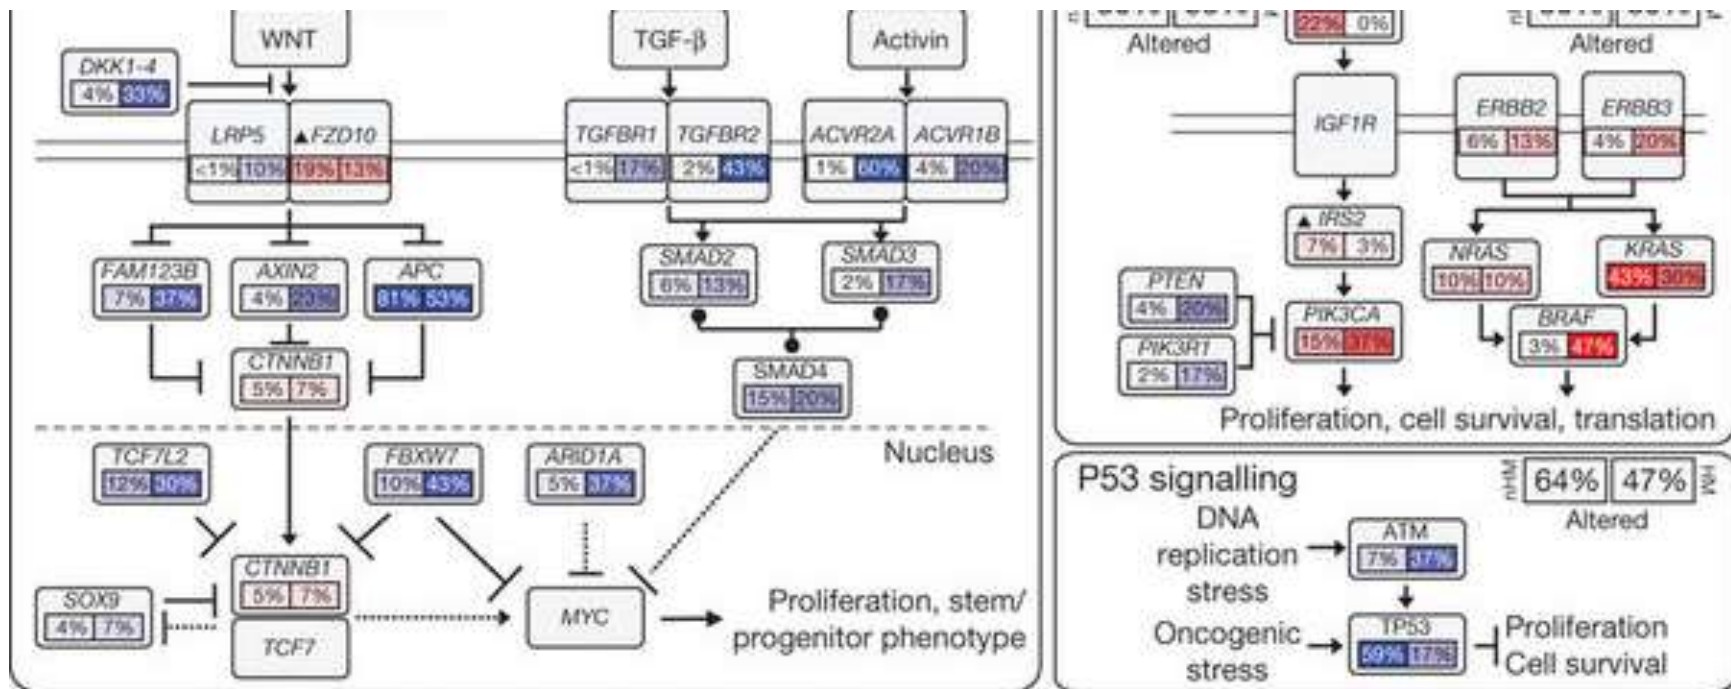 WNT
TGF-β
Activin
DKK1-4
4% 33%
LRP5 ▲FZD10
<1% 10% 19% 13%
TGFBR1 TGFBR2
<1% 17% 2% 43%
ACVR2A ACVR1B
1% 60% 4% 20%
FAM123B
7% 37%
AXIN2
4% 23%
APC
81% 53%
SMAD2
6% 13%
SMAD3
2% 17%
CTNNB1
5% 7%
SMAD4
15% 20%
Nucleus
TCF7L2
12% 30%
FBXW7
10% 43%
ARID1A
5% 37%
CTNNB1
5% 7%
SOX9
4% 7%
TCF7
MYC
Proliferation, stem/
progenitor phenotype
22% 0%
Altered
Altered
IGF1R
ERBB2
6% 13%
ERBB3
4% 20%
▲ IRS2
7% 3%
NRAS
10% 10%
KRAS
43% 30%
PTEN
4% 20%
PIK3CA
15% 37%
BRAF
3% 47%
PIK3R1
2% 17%
Proliferation, cell survival, translation
P53 signalling
nHM 64% 47% HM
Altered
DNA
replication
stress
ATM
7% 37%
Oncogenic
stress
TP53
59% 17%
Proliferation
Cell survival